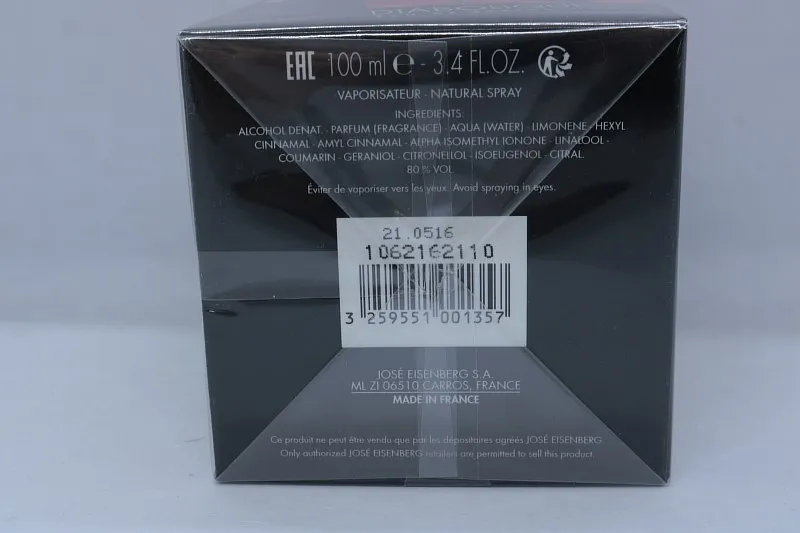 EAC 100 ml ℮ - 3.4 FL.OZ.
VAPORISATEUR - NATURAL SPRAY
INGREDIENTS:
ALCOHOL DENAT. · PARFUM (FRAGRANCE) · AQUA (WATER) · LIMONENE · HEXYL
CINNAMAL · AMYL CINNAMAL · ALPHA ISOMETHYL IONONE · LINALOOL ·
COUMARIN · GERANIOL · CITRONELLOL · ISOEUGENOL · CITRAL.
80 % VOL.
Éviter de vaporiser vers les yeux. Avoid spraying in eyes.
21.0516
1062162110
3 259551 001357
JOSÉ EISENBERG S.A.
ML ZI 06510 CARROS, FRANCE
MADE IN FRANCE
Ce produit ne peut être vendu que par les dépositaires agréés JOSÉ EISENBERG.
Only authorized JOSÉ EISENBERG retailers are permitted to sell this product.